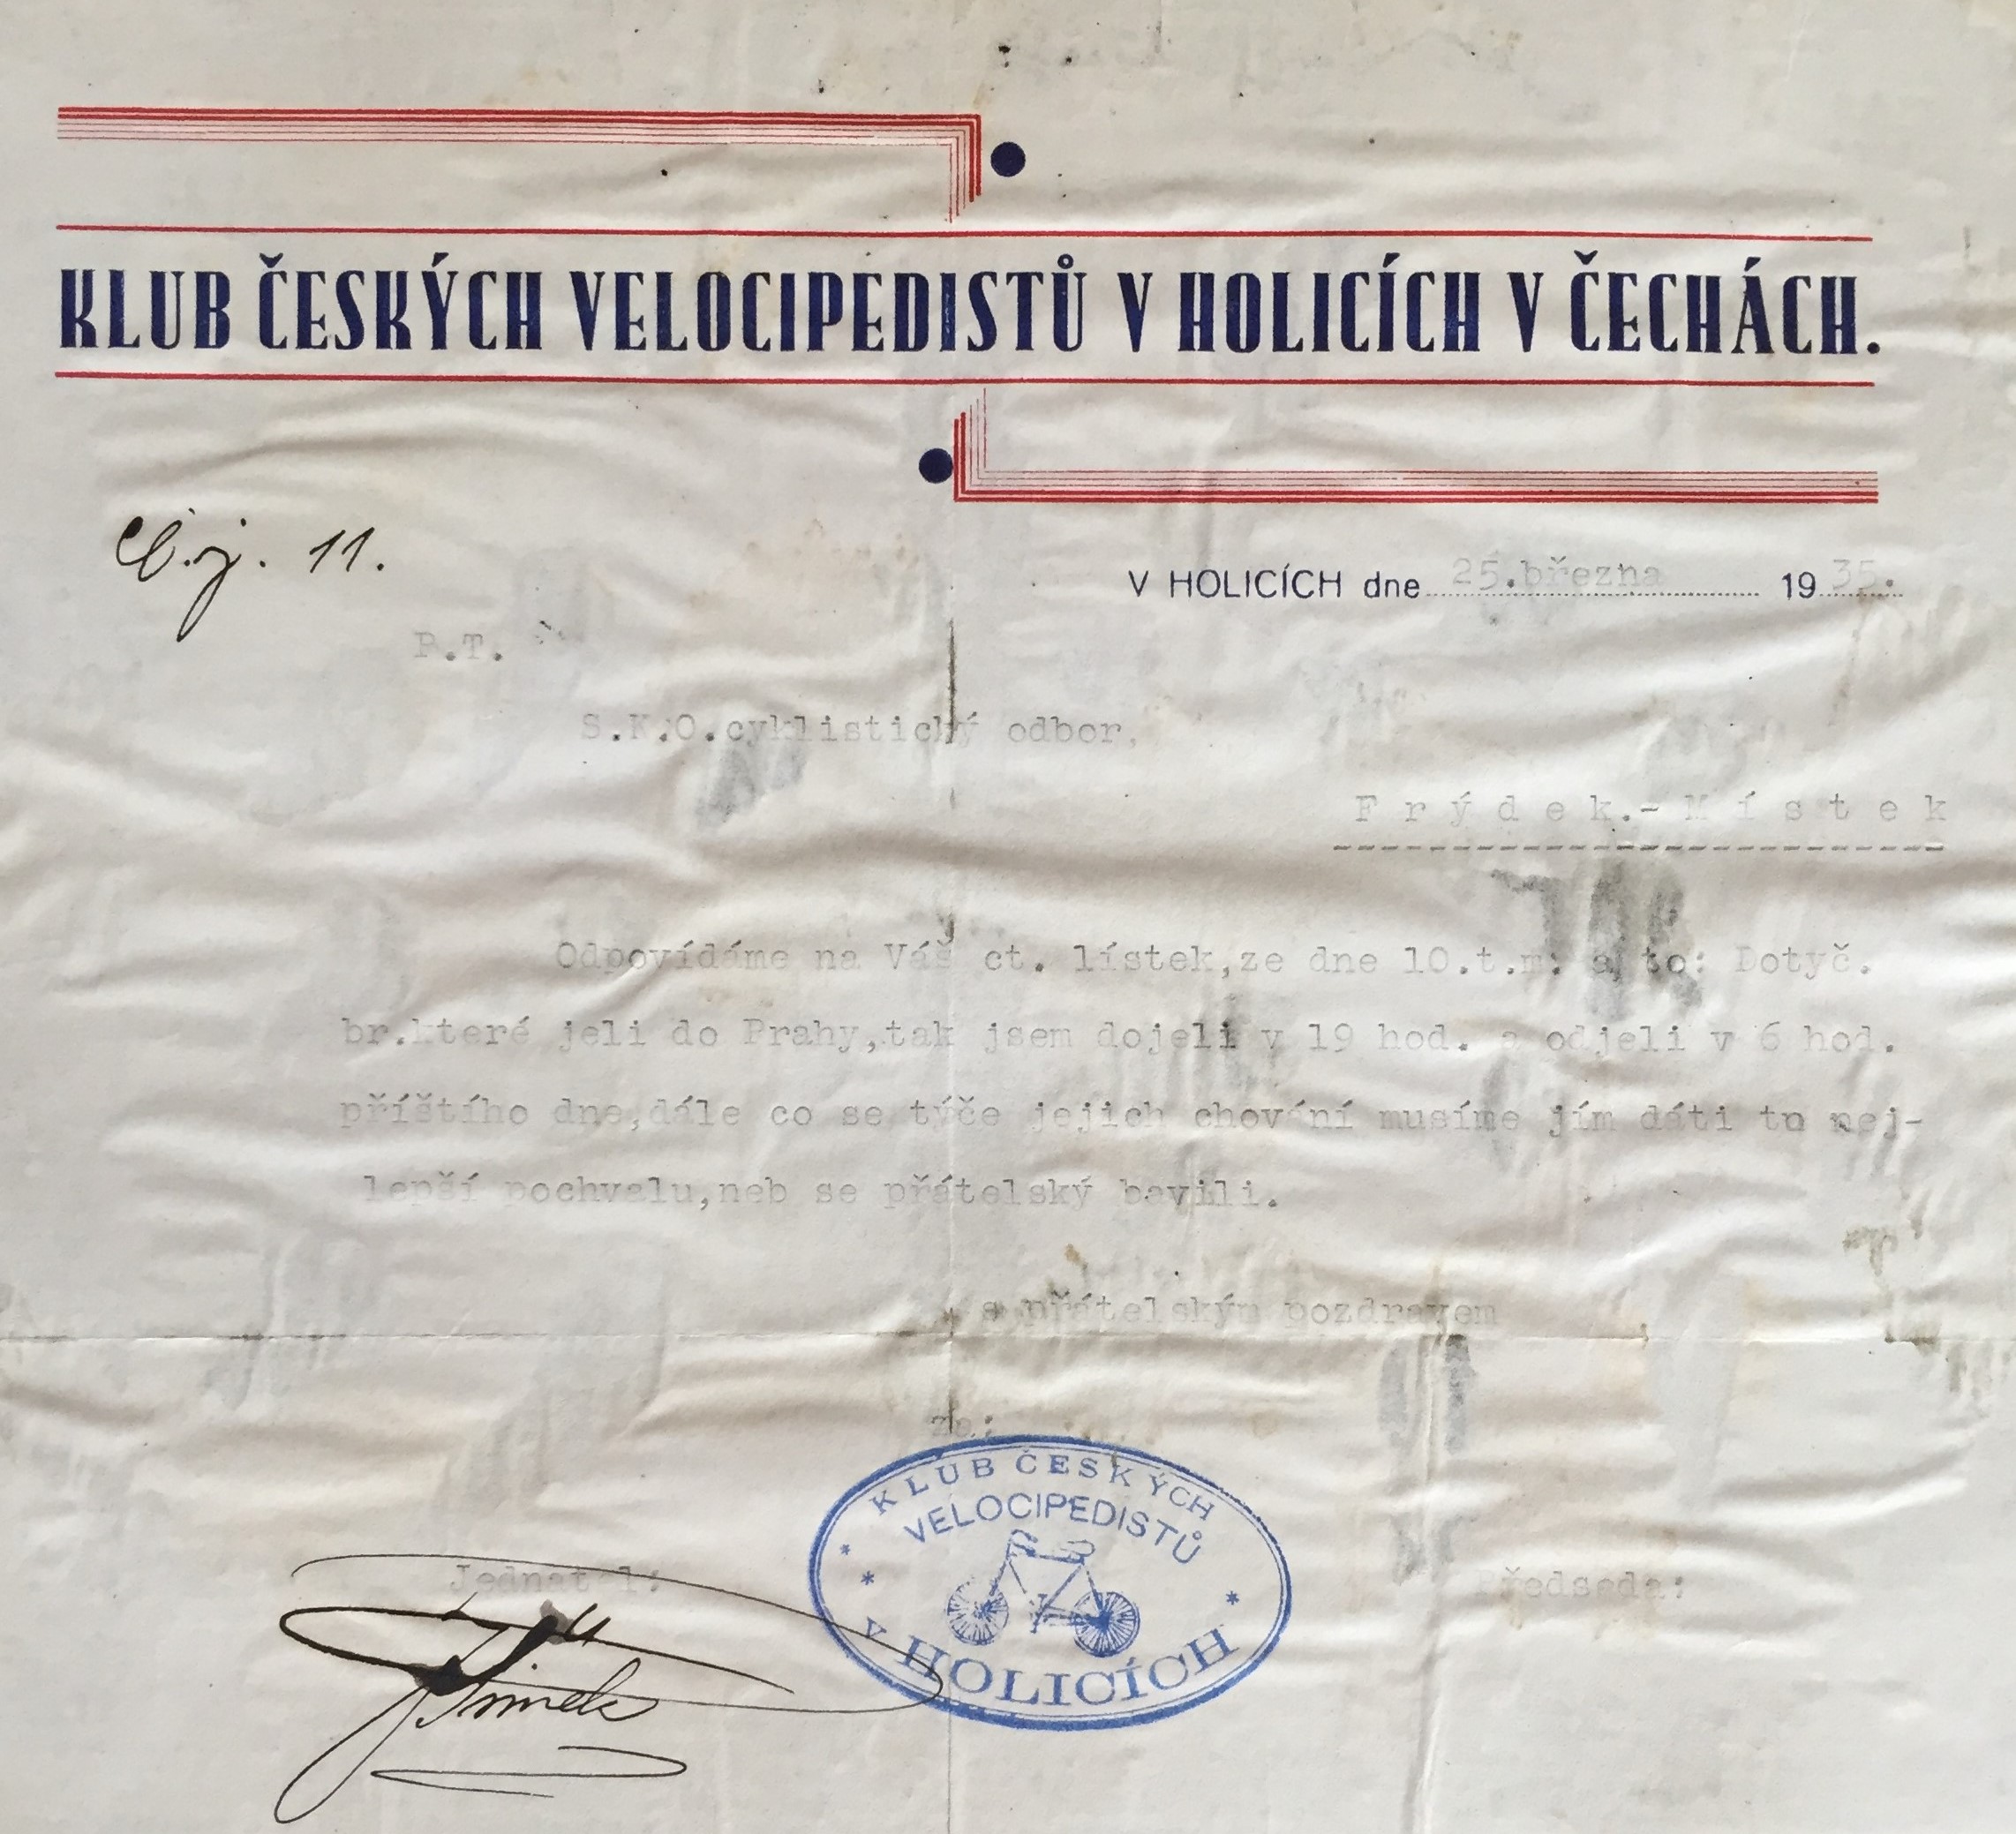 KLUB ČESKÝCH VELOCIPEDISTŮ V HOLICÍCH V ČECHÁCH.
Č.j. 11.
V HOLICÍCH dne 25.března 1935.
P.T.
S.K.O.cyklistický odbor,
Frýdek.-Místek
Odpovídáme na Váš ct. lístek,ze dne 10.t.m. a to: Dotyč.
br.které jeli do Prahy,tak jsem dojeli v 19 hod. a odjeli v 6 hod.
příštího dne,dále co se týče jejich chování musíme jím dáti tu nej-
lepší pochvalu,neb se přátelský bavili.
s přátelským pozdravem
Za:
KLUB ČESKÝCH
VELOCIPEDISTŮ
v HOLICÍCH
Jednatel:
Předseda: